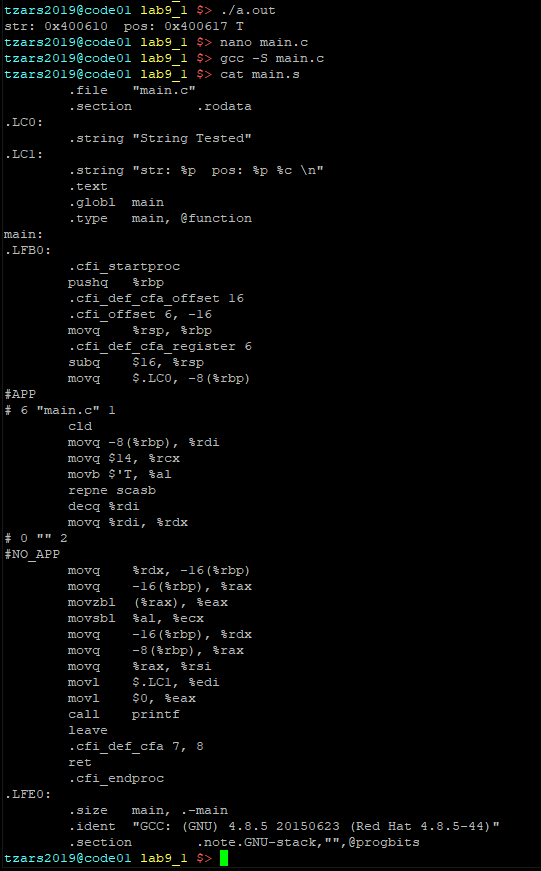 tzars2019@code01 lab9_1 $> ./a.out
str: 0x400610  pos: 0x400617 T
tzars2019@code01 lab9_1 $> nano main.c
tzars2019@code01 lab9_1 $> gcc -S main.c
tzars2019@code01 lab9_1 $> cat main.s
        .file   "main.c"
        .section        .rodata
.LC0:
        .string "String Tested"
.LC1:
        .string "str: %p  pos: %p %c \n"
        .text
        .globl  main
        .type   main, @function
main:
.LFB0:
        .cfi_startproc
        pushq   %rbp
        .cfi_def_cfa_offset 16
        .cfi_offset 6, -16
        movq    %rsp, %rbp
        .cfi_def_cfa_register 6
        subq    $16, %rsp
        movq    $.LC0, -8(%rbp)
#APP
# 6 "main.c" 1
        cld
        movq -8(%rbp), %rdi
        movq $14, %rcx
        movb $'T, %al
        repne scasb
        decq %rdi
        movq %rdi, %rdx
# 0 "" 2
#NO_APP
        movq    %rdx, -16(%rbp)
        movq    -16(%rbp), %rax
        movzbl  (%rax), %eax
        movsbl  %al, %ecx
        movq    -16(%rbp), %rdx
        movq    -8(%rbp), %rax
        movq    %rax, %rsi
        movl    $.LC1, %edi
        movl    $0, %eax
        call    printf
        leave
        .cfi_def_cfa 7, 8
        ret
        .cfi_endproc
.LFE0:
        .size   main, .-main
        .ident  "GCC: (GNU) 4.8.5 20150623 (Red Hat 4.8.5-44)"
        .section        .note.GNU-stack,"",@progbits
tzars2019@code01 lab9_1 $>